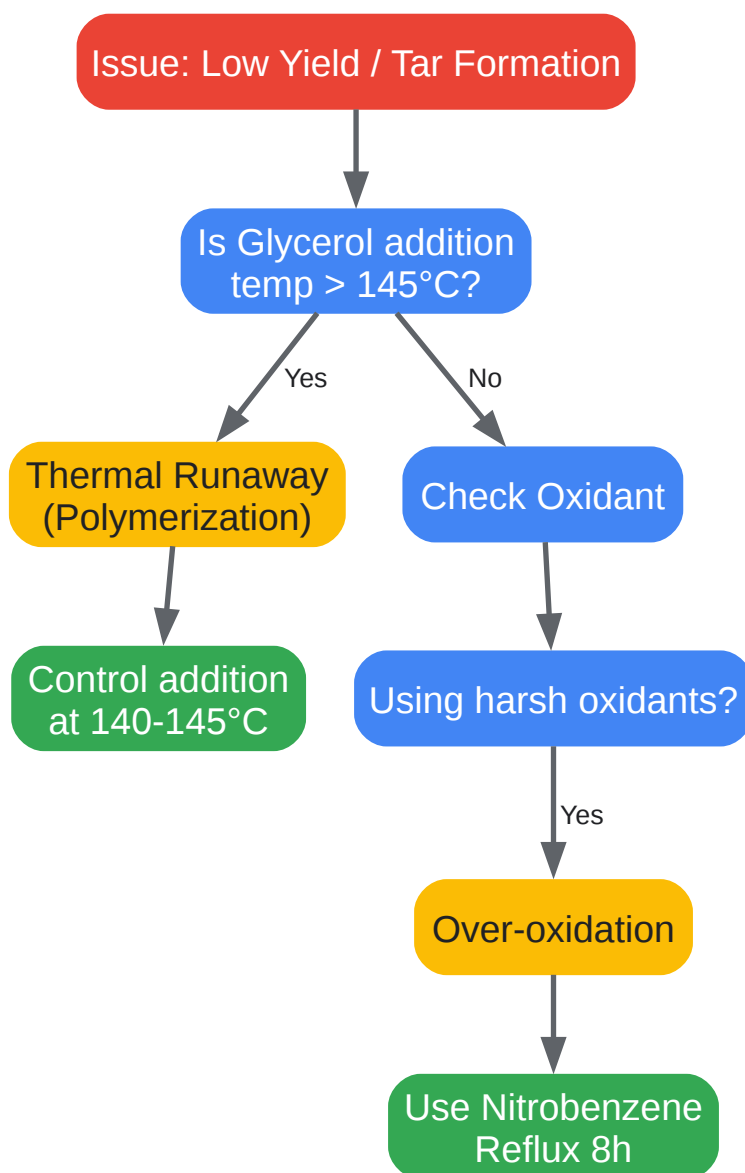 Issue: Low Yield / Tar Formation
Is Glycerol addition
temp > 145°C?
Yes
No
Thermal Runaway
(Polymerization)
Check Oxidant
Control addition
at 140-145°C
Using harsh oxidants?
Yes
Over-oxidation
Use Nitrobenzene
Reflux 8h